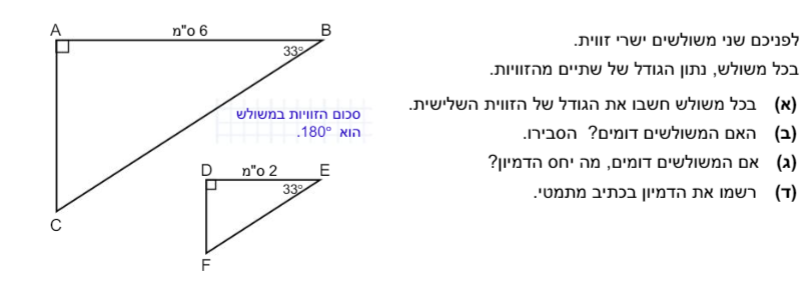 לפניכם שני משולשים ישרי זווית.
בכל משולש, נתון הגודל של שתיים מהזוויות.
(א) בכל משולש חשבו את הגודל של הזווית השלישית.
(ב) האם המשולשים דומים? הסבירו.
(ג) אם המשולשים דומים, מה יחס הדמיון?
(ד) רשמו את הדמיון בכתיב מתמטי.
A
6 ס"מ
B
33°
סכום הזוויות במשולש
הוא 180°.
C
D
2 ס"מ
E
33°
F